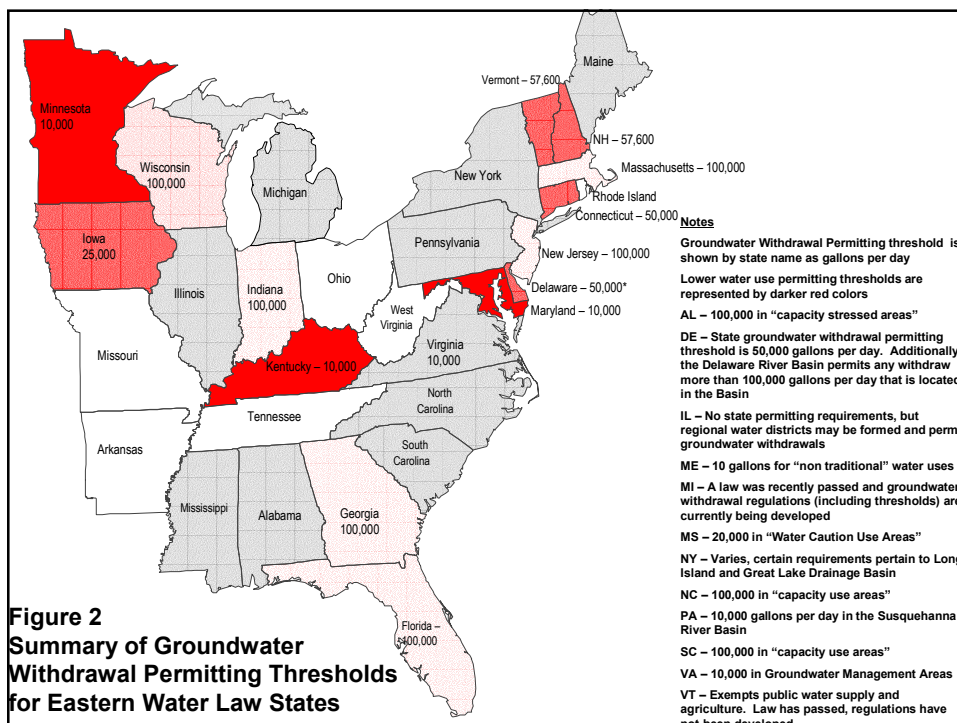 Maine
Vermont – 57,600
Minnesota
10,000
NH – 57,600
Wisconsin
100,000
Massachusetts – 100,000
New York
Michigan
Rhode Island
Connecticut – 50,000
Iowa
25,000
Pennsylvania
New Jersey – 100,000
Ohio
Indiana
100,000
Illinois
Delaware – 50,000*
Maryland – 10,000
West
Virginia
Virginia
10,000
Missouri
Kentucky – 10,000
North
Carolina
Tennessee
Arkansas
South
Carolina
Mississippi
Alabama
Georgia
100,000
Florida –
100,000
Figure 2
Summary of Groundwater
Withdrawal Permitting Thresholds
for Eastern Water Law States
Notes
Groundwater Withdrawal Permitting threshold is
shown by state name as gallons per day
Lower water use permitting thresholds are
represented by darker red colors
AL – 100,000 in “capacity stressed areas”
DE – State groundwater withdrawal permitting
threshold is 50,000 gallons per day. Additionally
the Delaware River Basin permits any withdraw
more than 100,000 gallons per day that is located
in the Basin
IL – No state permitting requirements, but
regional water districts may be formed and perm
groundwater withdrawals
ME – 10 gallons for “non traditional” water uses
MI – A law was recently passed and groundwater
withdrawal regulations (including thresholds) are
currently being developed
MS – 20,000 in “Water Caution Use Areas”
NY – Varies, certain requirements pertain to Long
Island and Great Lake Drainage Basin
NC – 100,000 in “capacity use areas”
PA – 10,000 gallons per day in the Susquehanna
River Basin
SC – 100,000 in “capacity use areas”
VA – 10,000 in Groundwater Management Areas
VT – Exempts public water supply and
agriculture. Law has passed, regulations have
not been developed